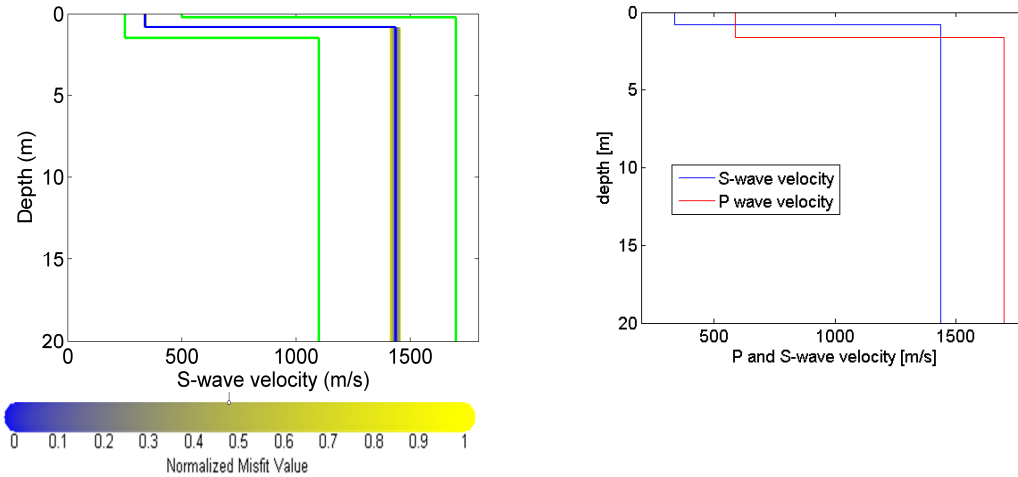 0
5
10
15
20
Depth (m)
0 500 1000 1500
S-wave velocity (m/s)
0 0.1 0.2 0.3 0.4 0.5 0.6 0.7 0.8 0.9 1
Normalized Misfit Value
0
5
10
15
20
depth [m]
S-wave velocity
P wave velocity
500 1000 1500
P and S-wave velocity [m/s]